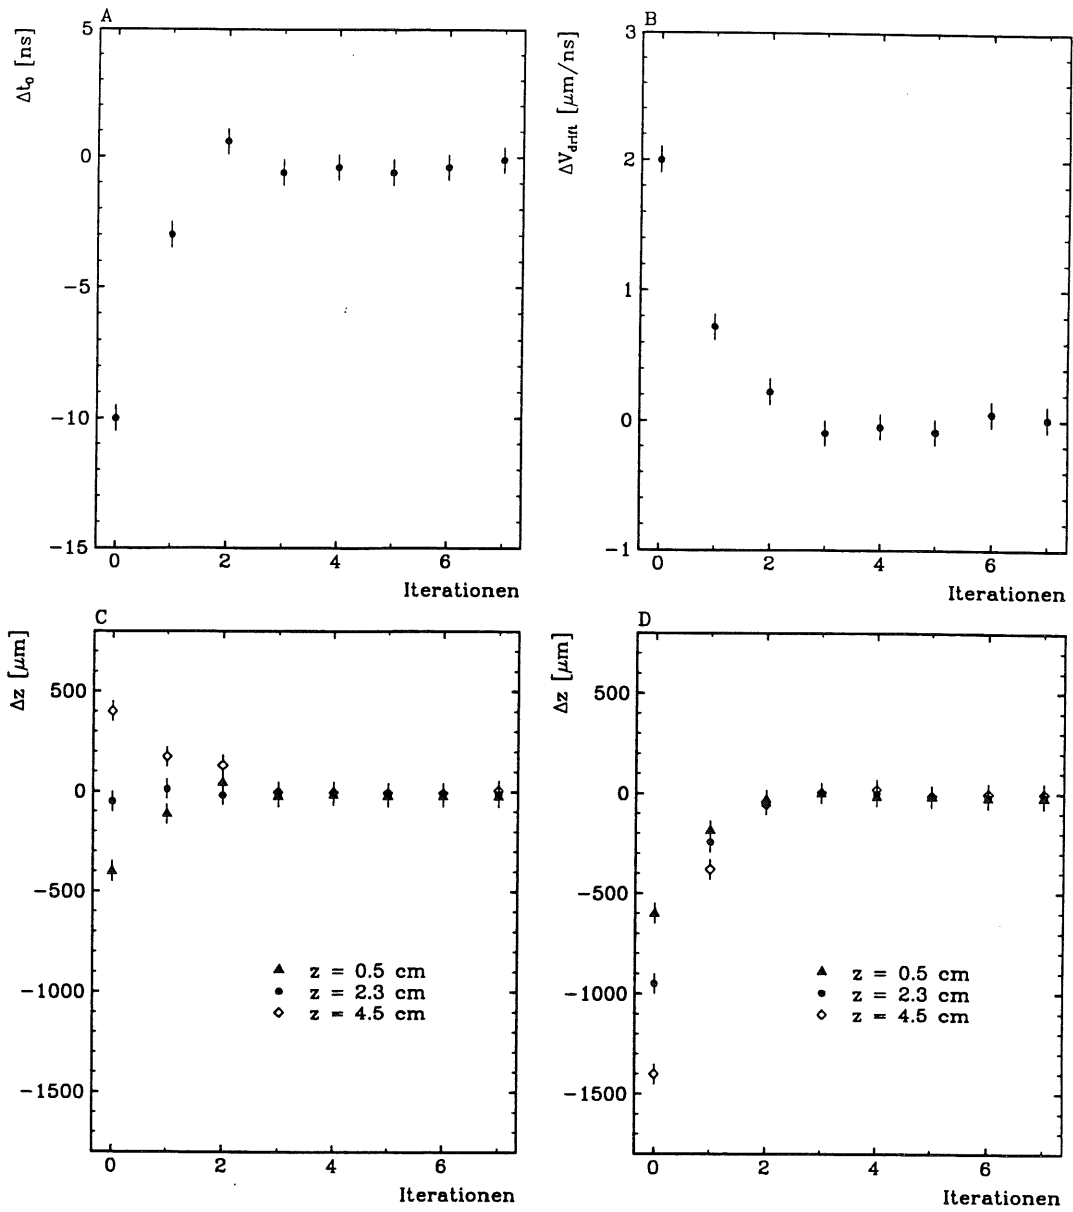 A
Δt₀ [ns]
5
0
−5
−10
−15
0 2 4 6
Iterationen
B
ΔV_drift [μm/ns]
3
2
1
0
−1
0 2 4 6
Iterationen
C
Δz [μm]
500
0
−500
−1000
−1500
z = 0.5 cm
z = 2.3 cm
z = 4.5 cm
0 2 4 6
Iterationen
D
Δz [μm]
500
0
−500
−1000
−1500
z = 0.5 cm
z = 2.3 cm
z = 4.5 cm
0 2 4 6
Iterationen